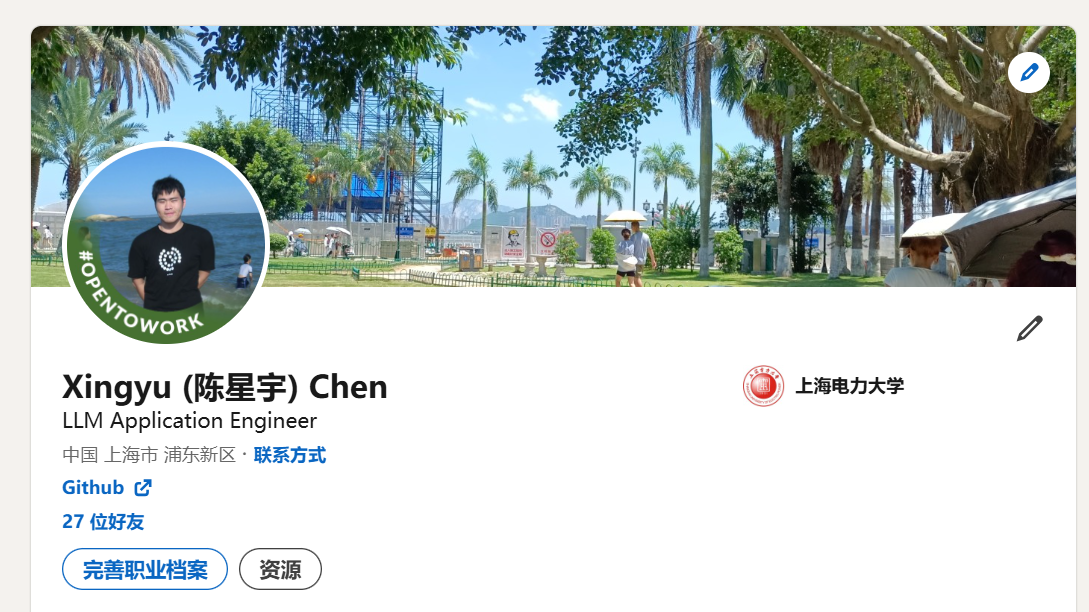 #OPENTOWORK
Xingyu (陈星宇) Chen
上海电力大学
LLM Application Engineer
中国 上海市 浦东新区 · 联系方式
Github
27 位好友
完善职业档案
资源